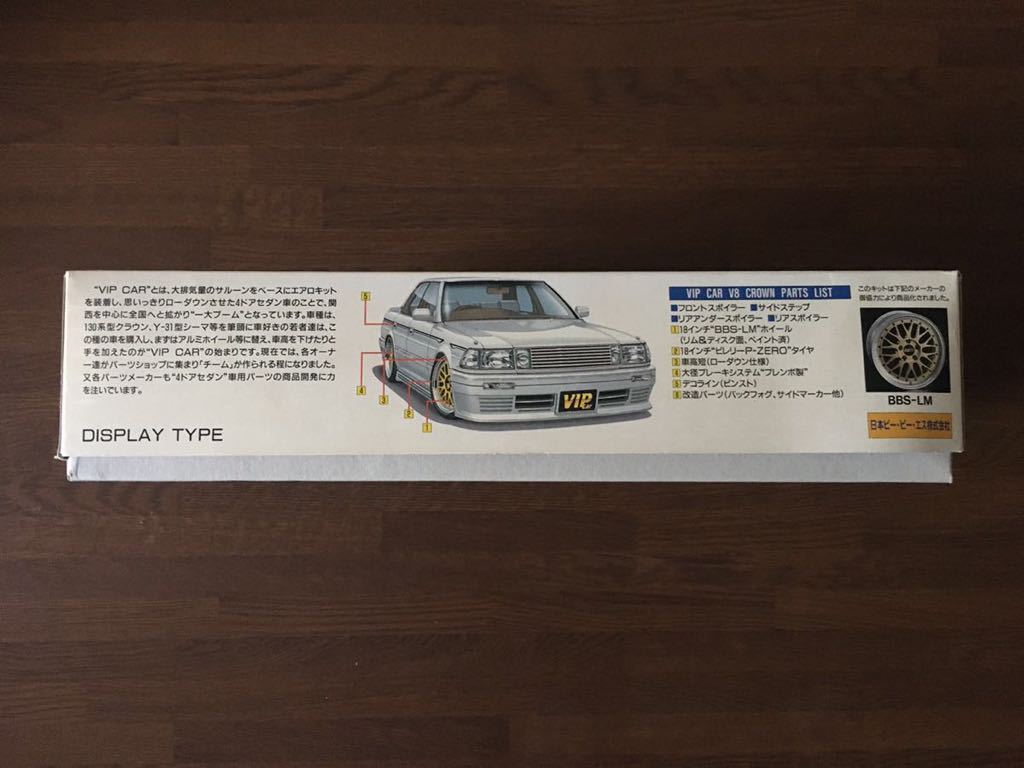 "VIP CAR"とは、大排気量のサルーンをベースにエアロキット
を装着し、思いっきりローダウンさせた4ドアセダン車のことで、関
西を中心に全国へと拡がり"一大ブーム"となっています。車種は、
130系型クラウン、Y-31型シーマ等を筆頭に車好きの若者達は、こ
の種の車を購入し、まずはアルミホイール等に替え、車高を下げたりと
手を加えたのが"VIP CAR"の始まりです。現在では、各オーナ
ー達がパーツショップに集まり「チーム」が作られる程になりました。
又各パーツメーカーも"4ドアセダン"車用パーツの商品開発に力
を注いでいます。
DISPLAY TYPE
5
4
3
2
1
VIP
VIP CAR V8 CROWN PARTS LIST
■フロントスポイラー ■サイドステップ
■リアアンダースポイラー ■リアスポイラー
1 18インチ"BBS-LM"ホイール
(リム&ディスク面、ペイント済)
2 18インチ"ピレリーP-ZERO"タイヤ
3 車高短(ローダウン仕様)
4 大径ブレーキシステム"ブレンボ製"
5 デコライン(ピンスト)
6 改造パーツ(バックフォグ、サイドマーカー他)
このキットは下記のメーカーの
御協力により商品化されました。
BBS-LM
日本ビー・ビー・エス株式会社